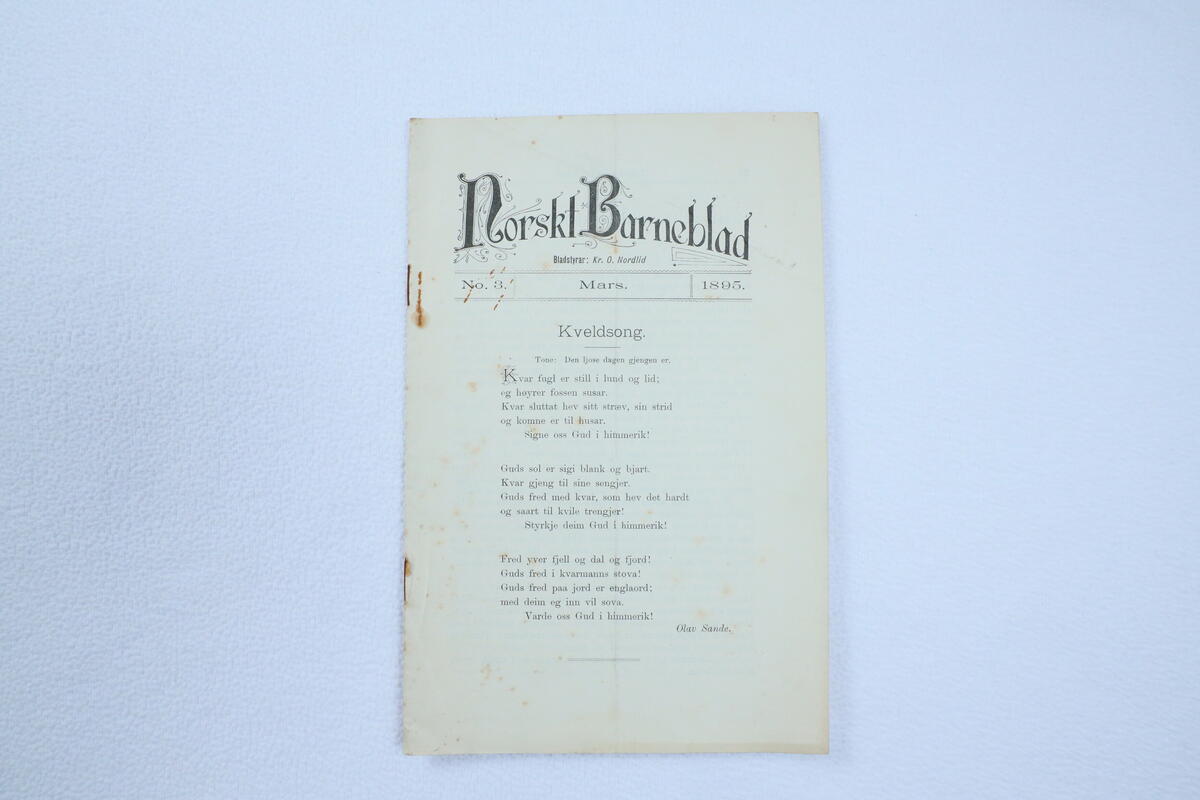 Norskt Barneblad
Bladstyrar: Kr. O. Nordlid
No. 3. Mars. 1895.
Kveldsong.
Tone: Den ljose dagen gjengen er.
Kvar fugl er still i lund og lid;
eg høyrer fossen susar.
Kvar sluttat hev sitt stræv, sin strid
og komne er til husar.
Signe oss Gud i himmerik!
Guds sol er sigi blank og bjart.
Kvar gjeng til sine sengjer.
Guds fred med kvar, som hev det hardt
og saart til kvile trengjer!
Styrkje deim Gud i himmerik!
Fred yver fjell og dal og fjord!
Guds fred i kvarmanns stova!
Guds fred paa jord er englaord;
med deim eg inn vil sova.
Varde oss Gud i himmerik!
Olav Sande.